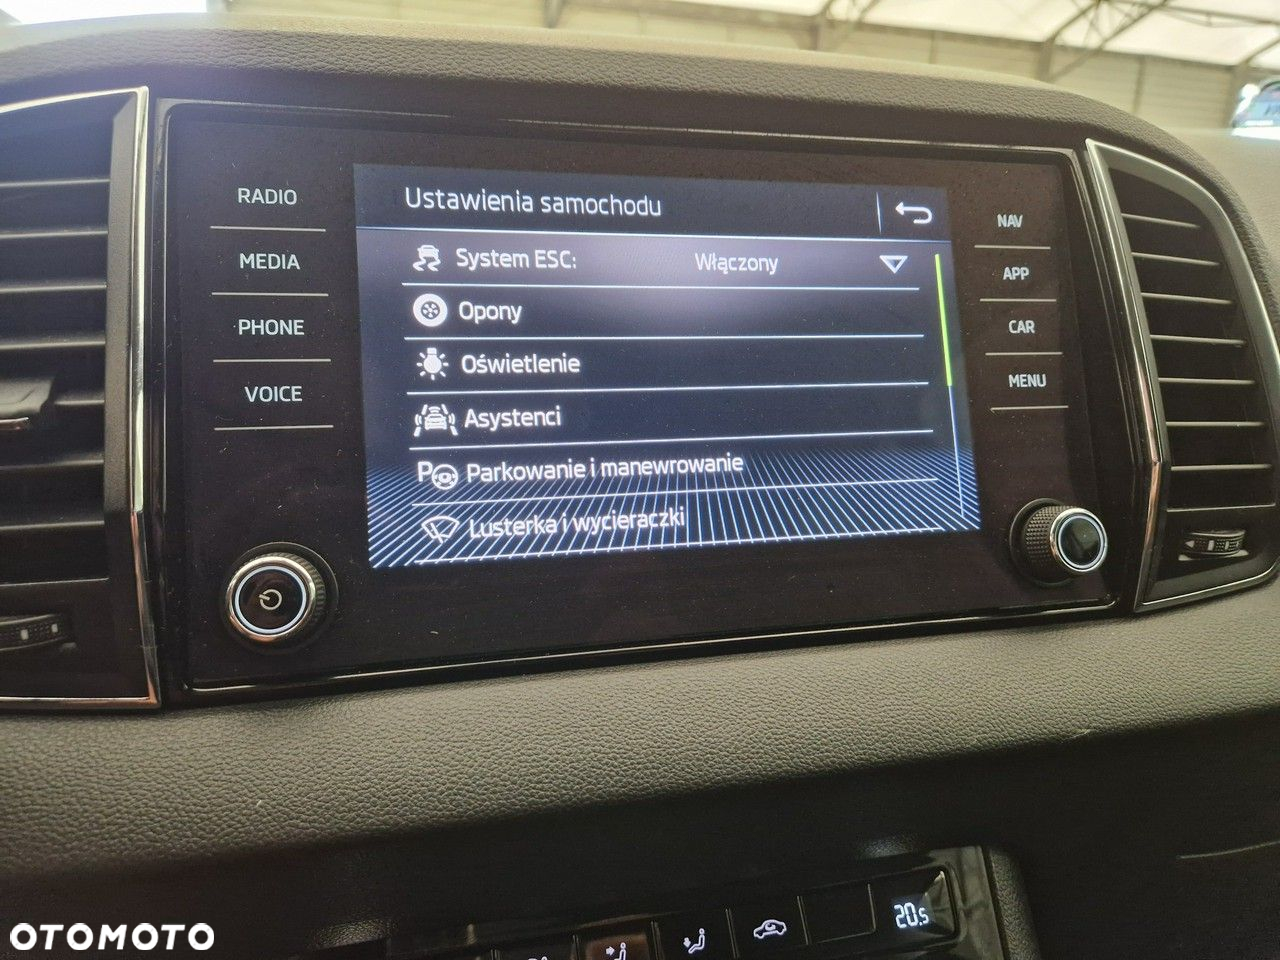 RADIO
MEDIA
PHONE
VOICE
Ustawienia samochodu
System ESC: Włączony
Opony
Oświetlenie
Asystenci
P Parkowanie i manewrowanie
Lusterka i wycieraczki
NAV
APP
CAR
MENU
20.5
OTOMOTO